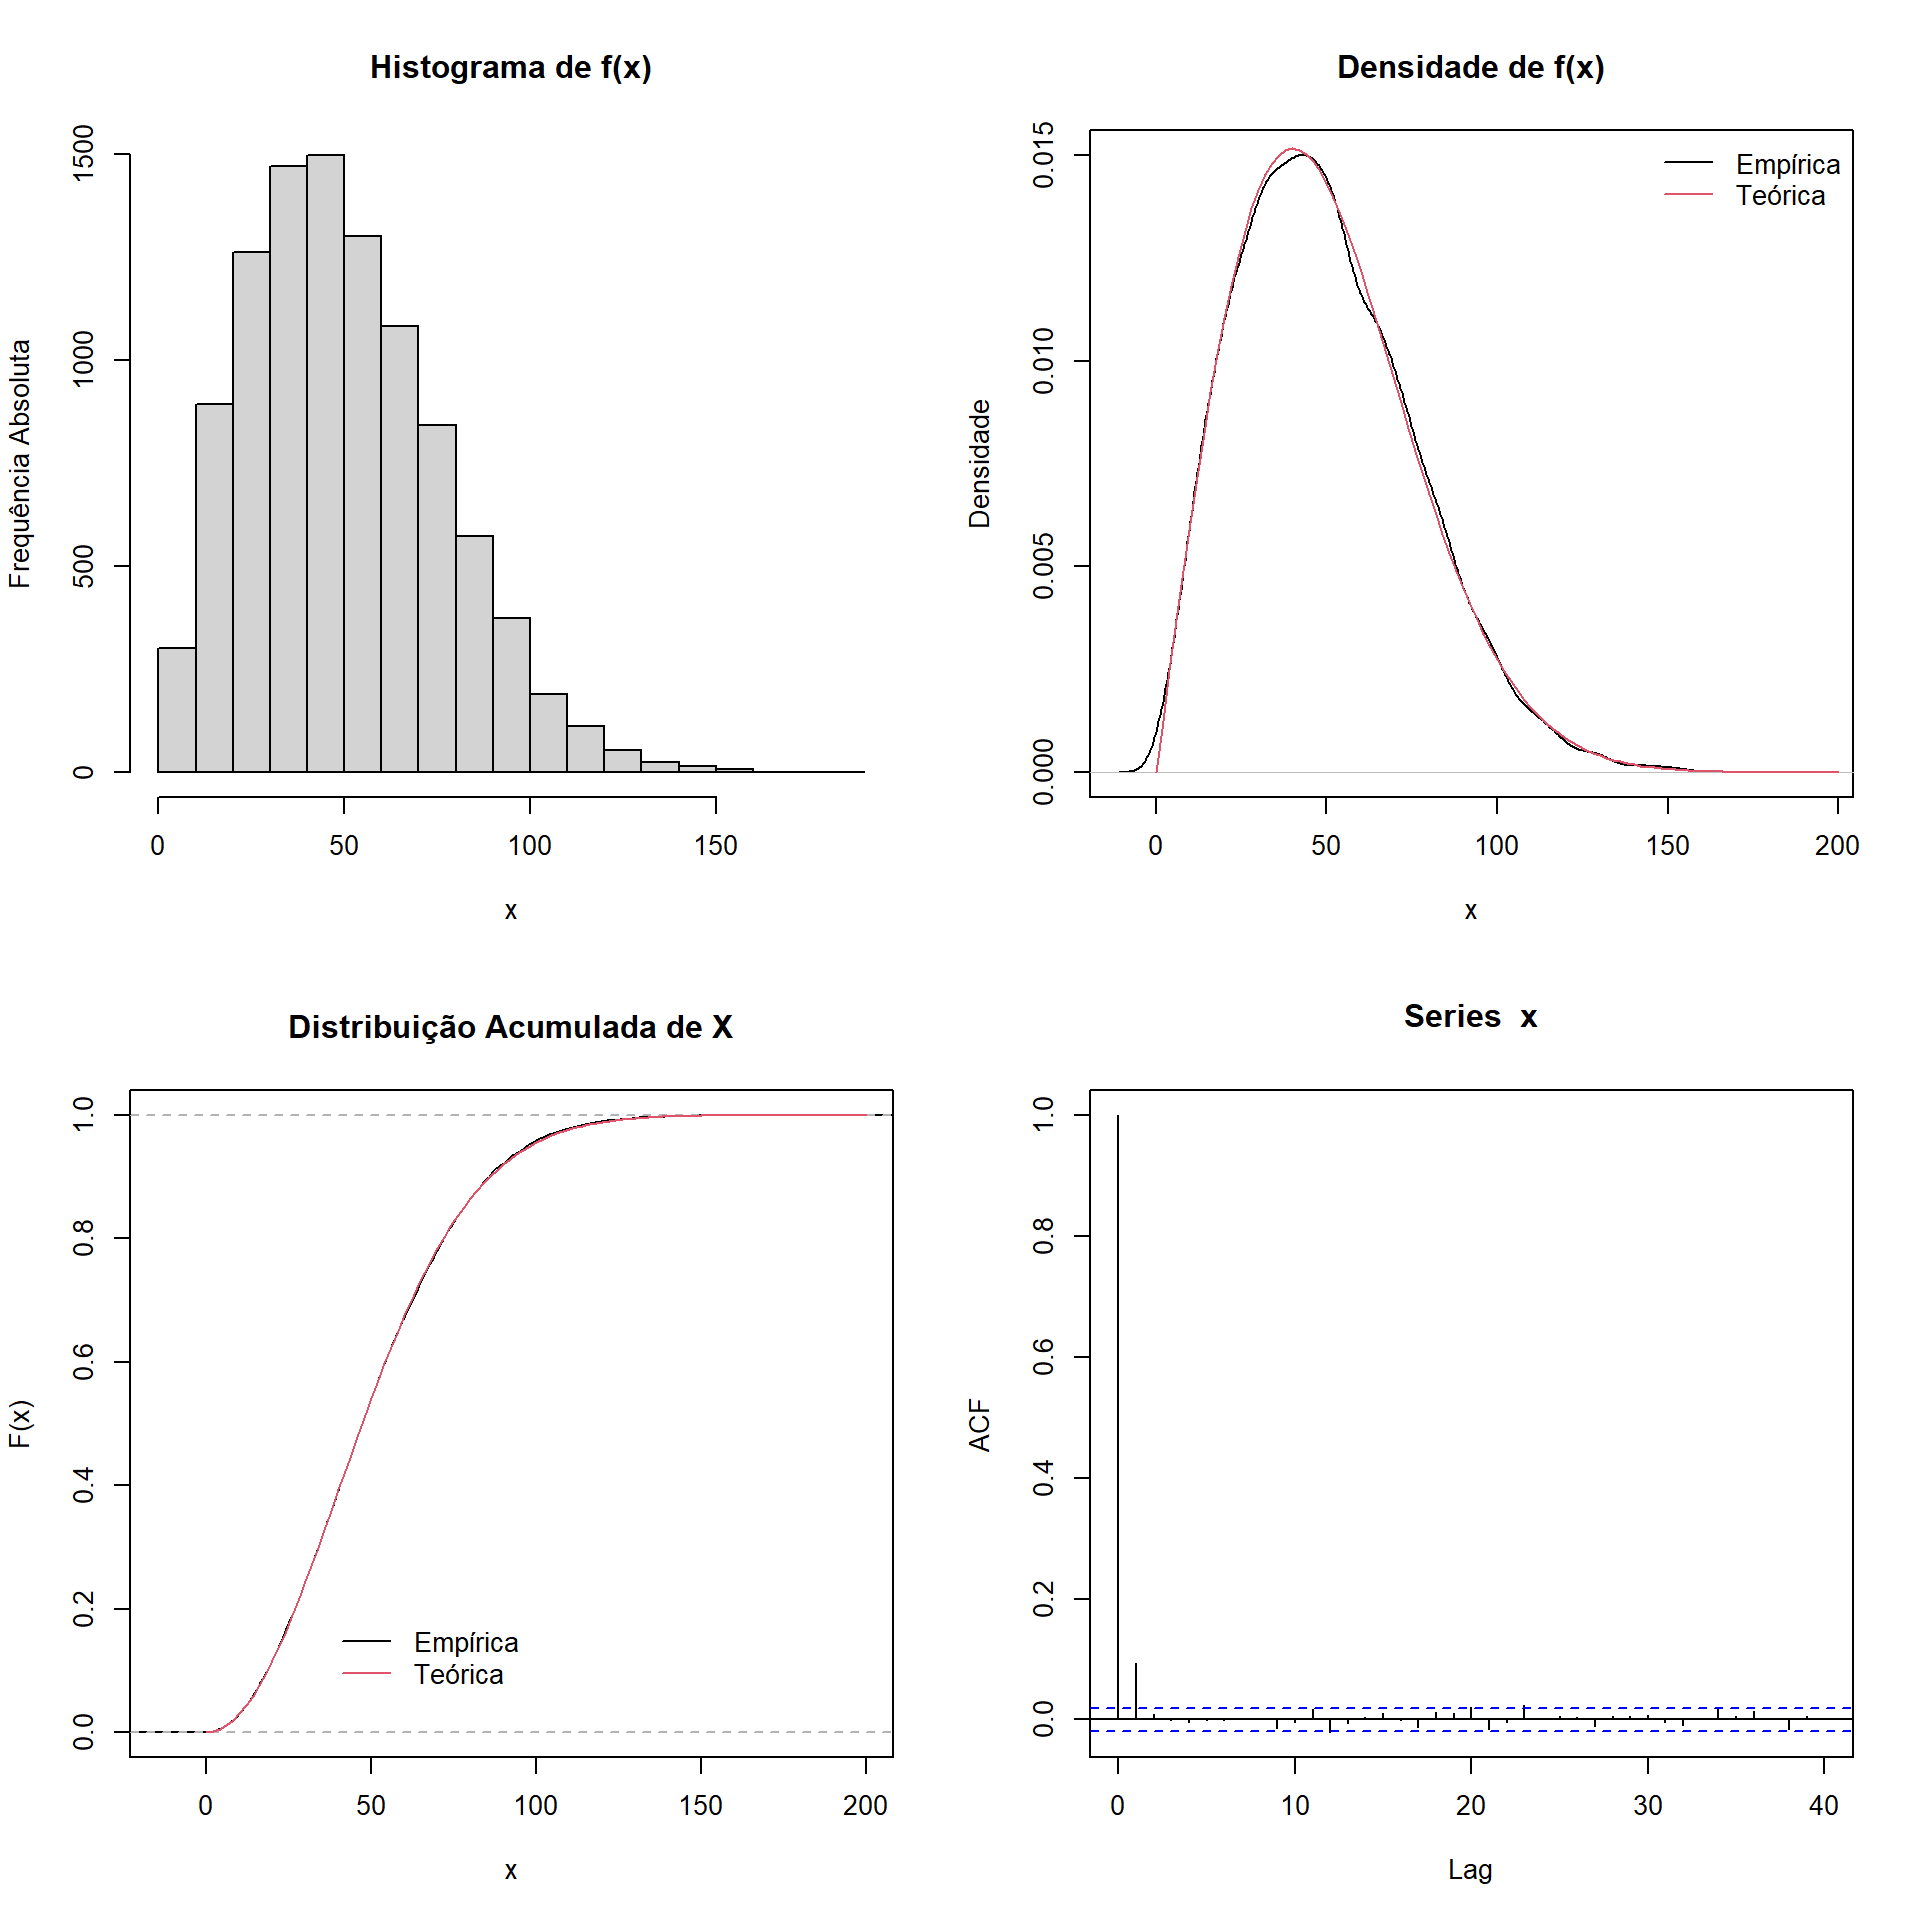 Histograma de f(x)
Frequência Absoluta
1500
1000
500
0
0 50 100 150
x
Densidade de f(x)
Densidade
0.015
0.010
0.005
0.000
Empírica
Teórica
0 50 100 150 200
x
Distribuição Acumulada de X
F(x)
1.0
0.8
0.6
0.4
0.2
0.0
Empírica
Teórica
0 50 100 150 200
x
Series x
ACF
1.0
0.8
0.6
0.4
0.2
0.0
0 10 20 30 40
Lag